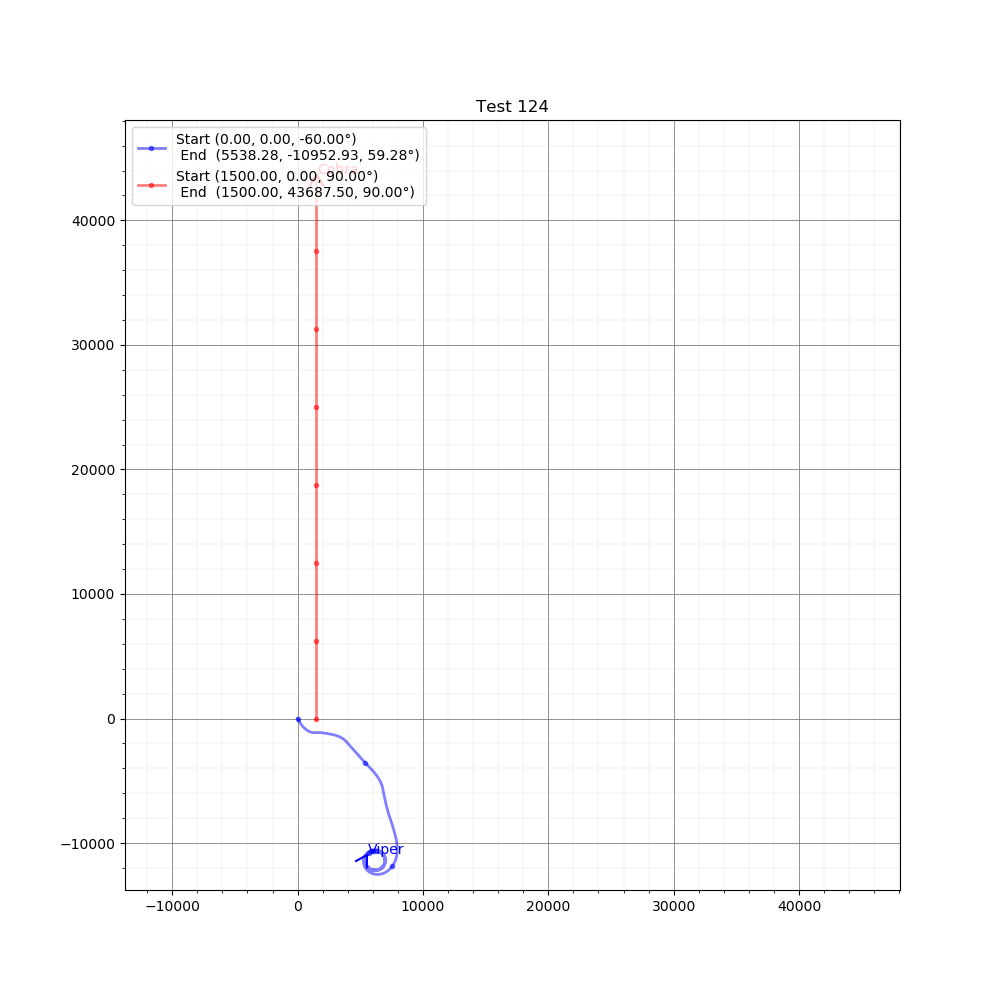 Test 124
Start (0.00, 0.00, -60.00°)
End (5538.28, -10952.93, 59.28°)
Start (1500.00, 0.00, 90.00°)
End (1500.00, 43687.50, 90.00°)
Cobra
40000
30000
20000
10000
0
−10000
Viper
−10000
0
10000
20000
30000
40000